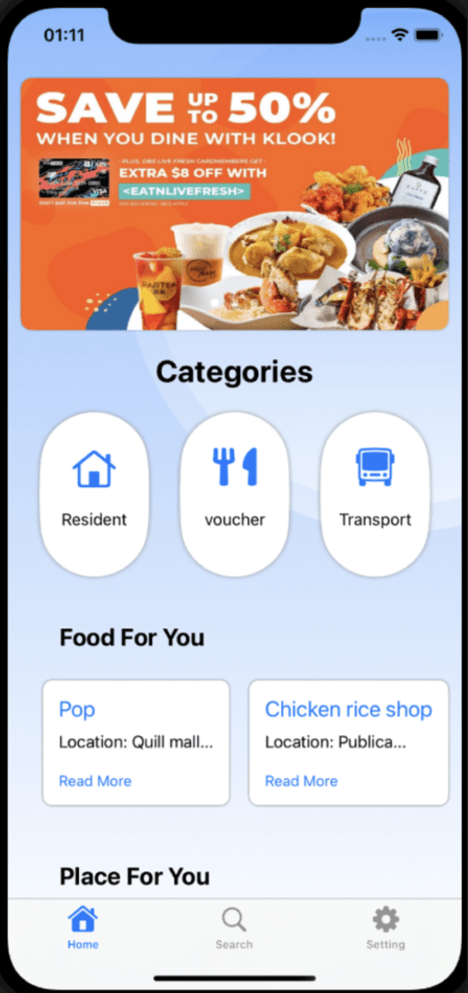 01:11
SAVE UP TO 50%
WHEN YOU DINE WITH KLOOK!
- PLUS, DBS LIVE FRESH CARDMEMBERS GET -
EXTRA $8 OFF WITH
<EATNLIVEFRESH>
VISA
PARTEA
Categories
Resident
voucher
Transport
Food For You
Pop
Location: Quill mall...
Read More
Chicken rice shop
Location: Publica...
Read More
Place For You
Home
Search
Setting